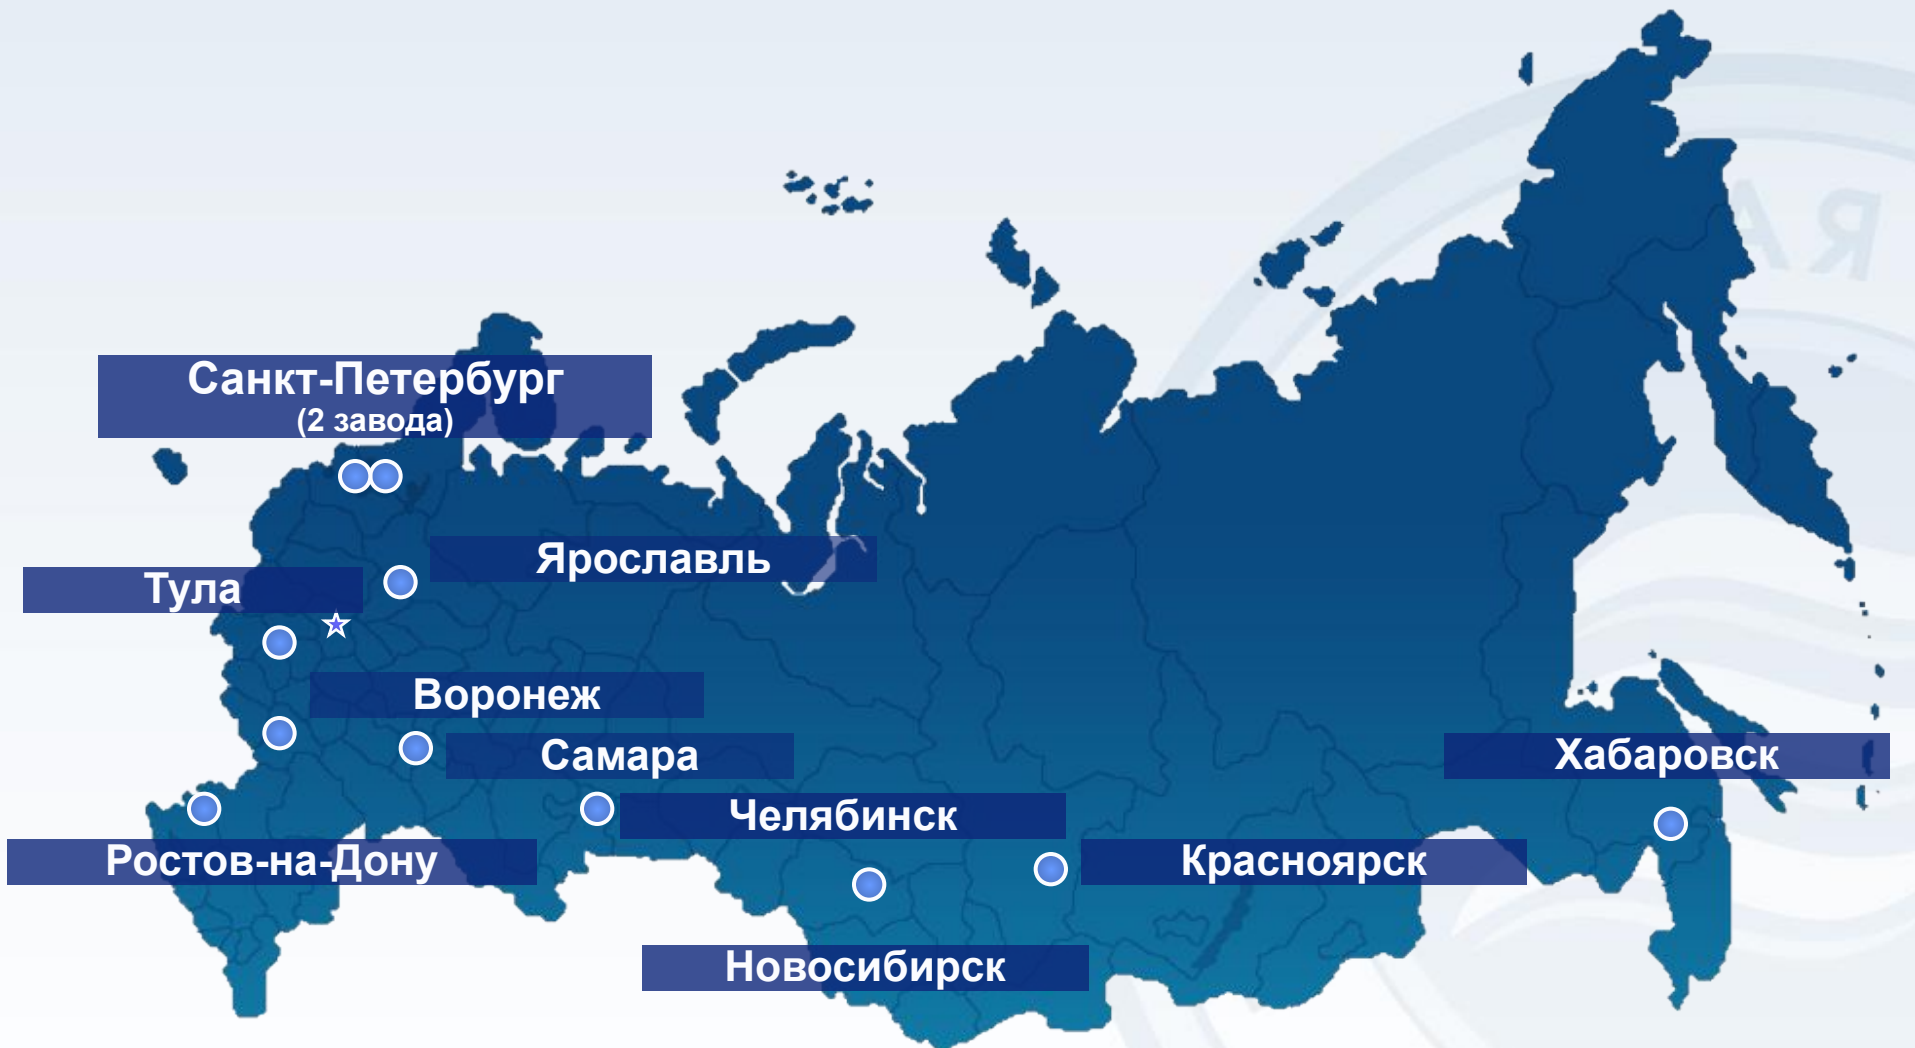 Санкт-Петербург
(2 завода)
Ярославль
Тула
Воронеж
Самара
Хабаровск
Челябинск
Ростов-на-Дону
Красноярск
Новосибирск